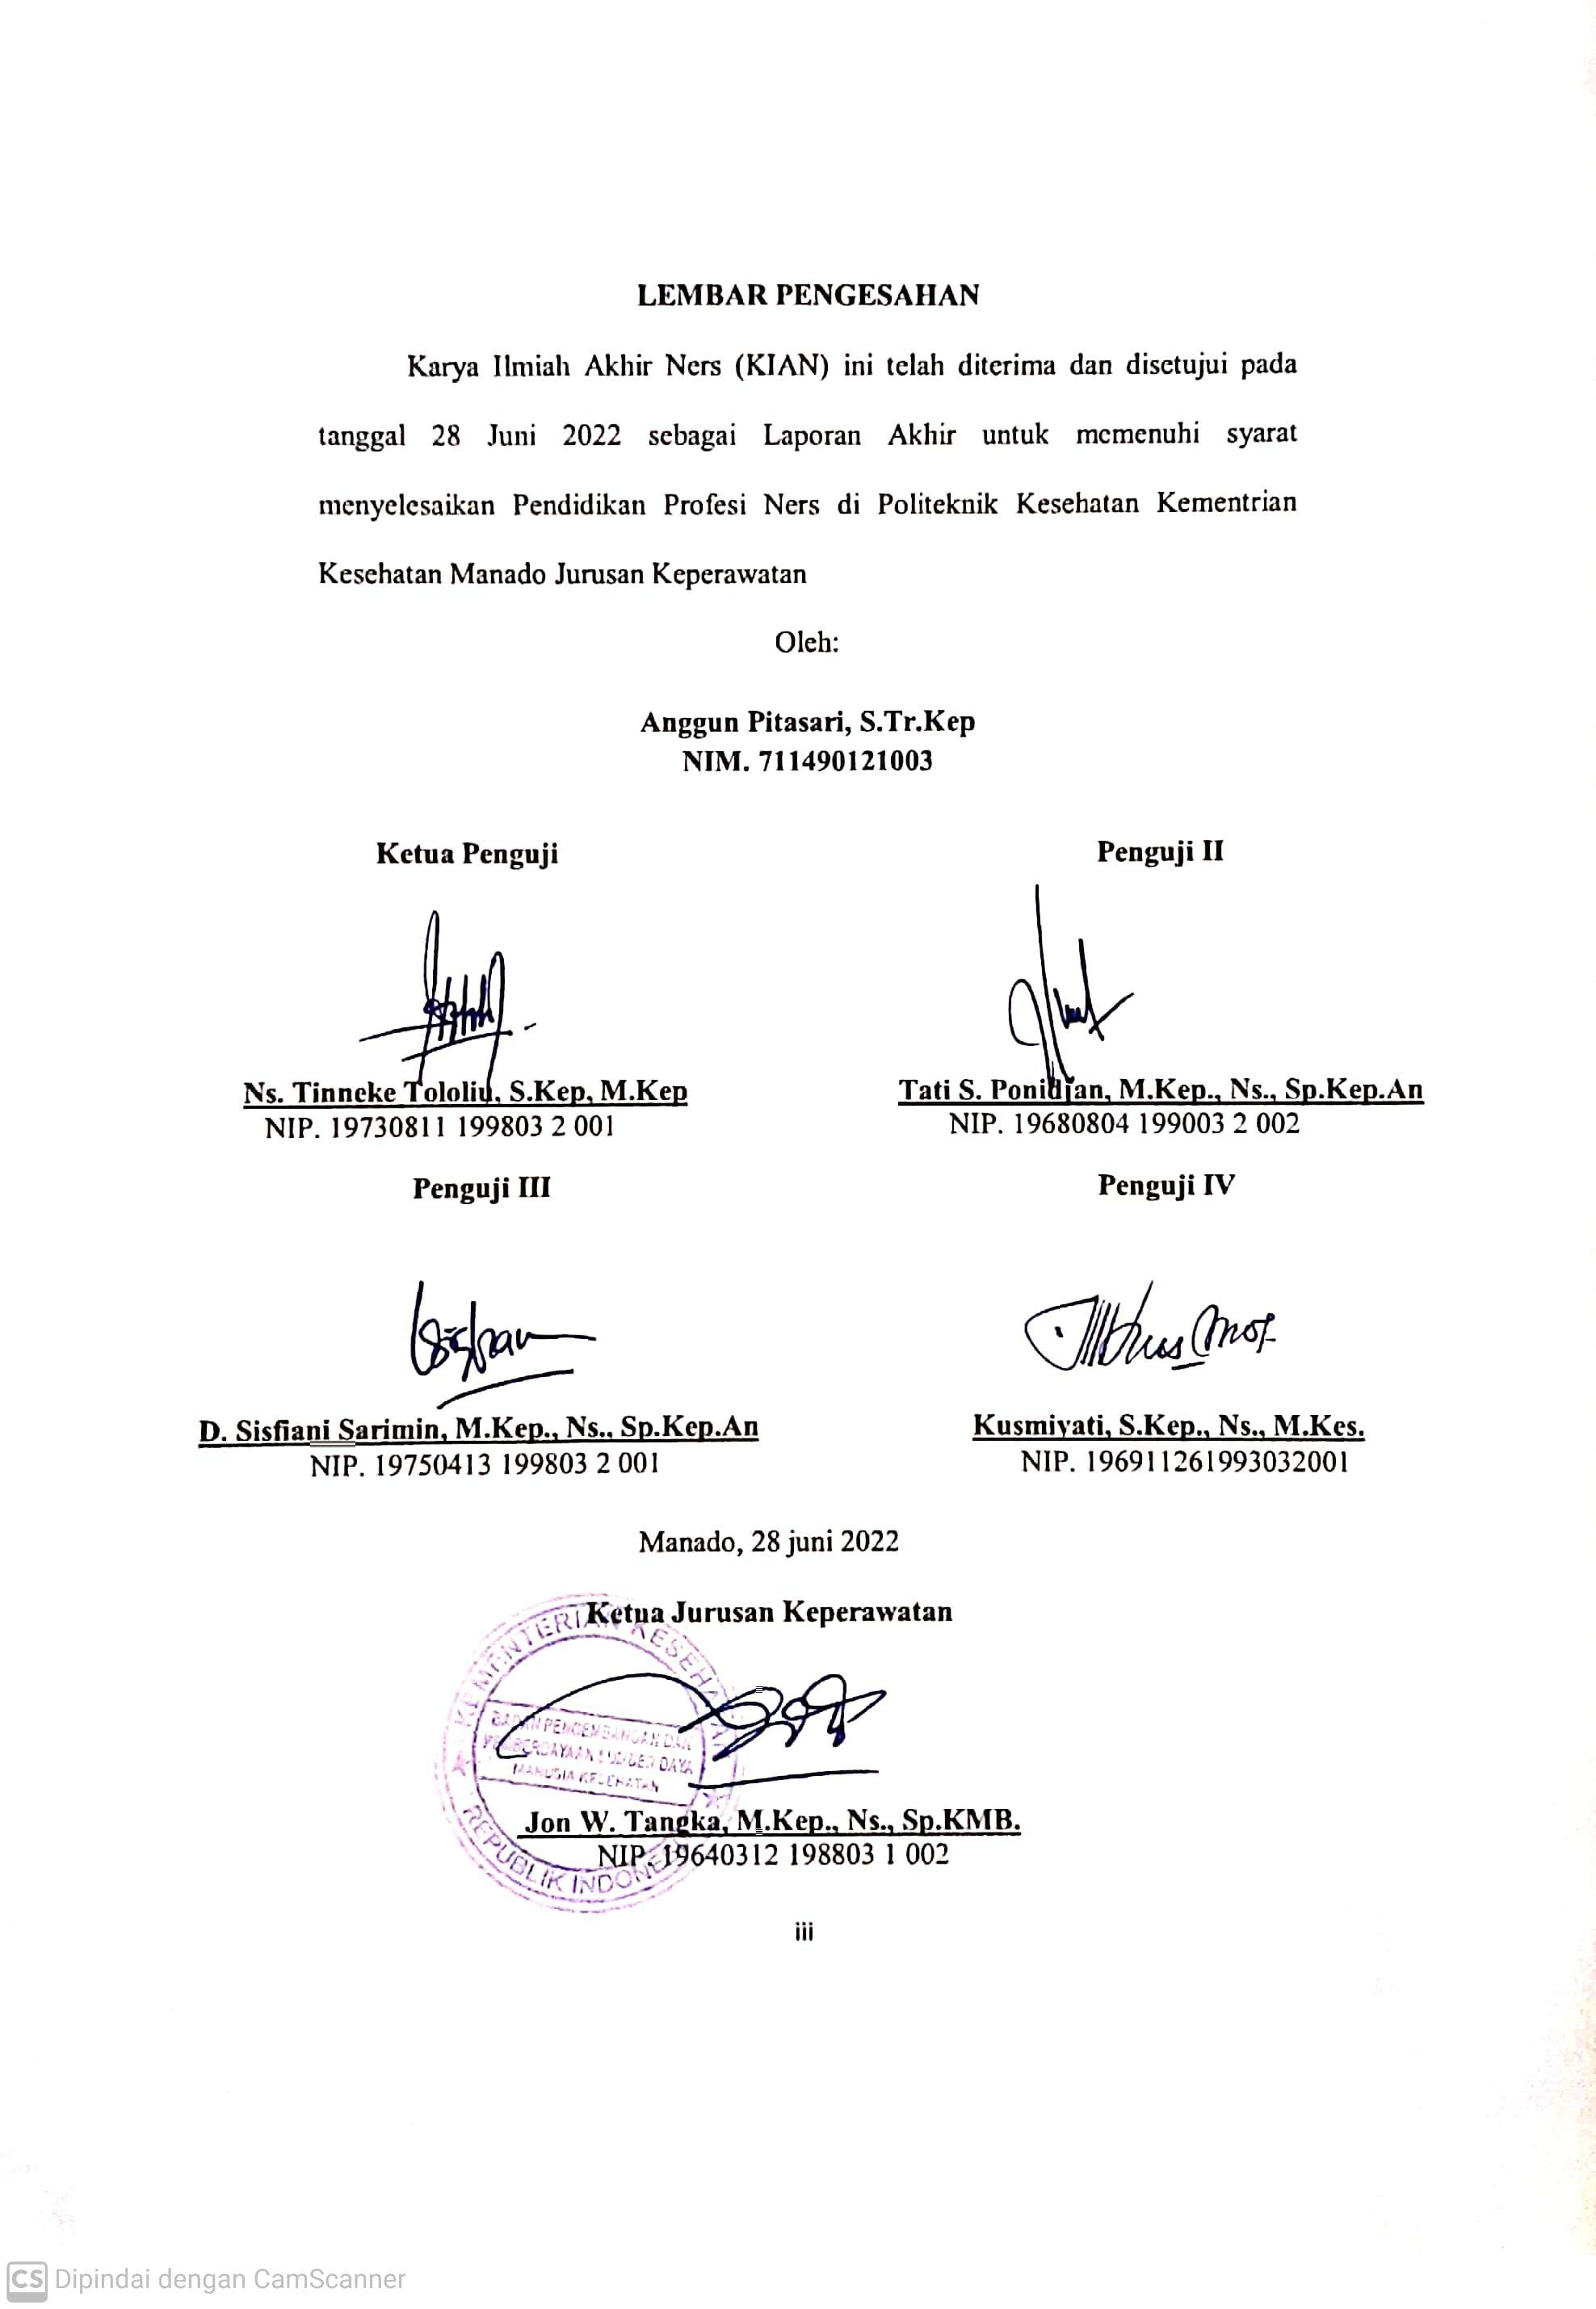 LEMBAR PENGESAHAN
Karya Ilmiah Akhir Ners (KIAN) ini telah diterima dan disetujui pada
tanggal 28 Juni 2022 sebagai Laporan Akhir untuk memenuhi syarat
menyelesaikan Pendidikan Profesi Ners di Politeknik Kesehatan Kementrian
Kesehatan Manado Jurusan Keperawatan
Oleh:
Anggun Pitasari, S.Tr.Kep
NIM. 711490121003
Ketua Penguji
Penguji II
Ns. Tinneke Tololiu, S.Kep, M.Kep
NIP. 19730811 199803 2 001
Tati S. Ponidjan, M.Kep., Ns., Sp.Kep.An
NIP. 19680804 199003 2 002
Penguji III
Penguji IV
D. Sisfiani Sarimin, M.Kep., Ns., Sp.Kep.An
NIP. 19750413 199803 2 001
Kusmiyati, S.Kep., Ns., M.Kes.
NIP. 196911261993032001
Manado, 28 juni 2022
Ketua Jurusan Keperawatan
KEMENTERIAN KESEHATAN
BADAN PENGEMBANGAN DAN
PEMBERDAYAAN SUMBER DAYA
MANUSIA KESEHATAN
REPUBLIK INDONESIA
Jon W. Tangka, M.Kep., Ns., Sp.KMB.
NIP. 19640312 198803 1 002
iii
CS Dipindai dengan CamScanner